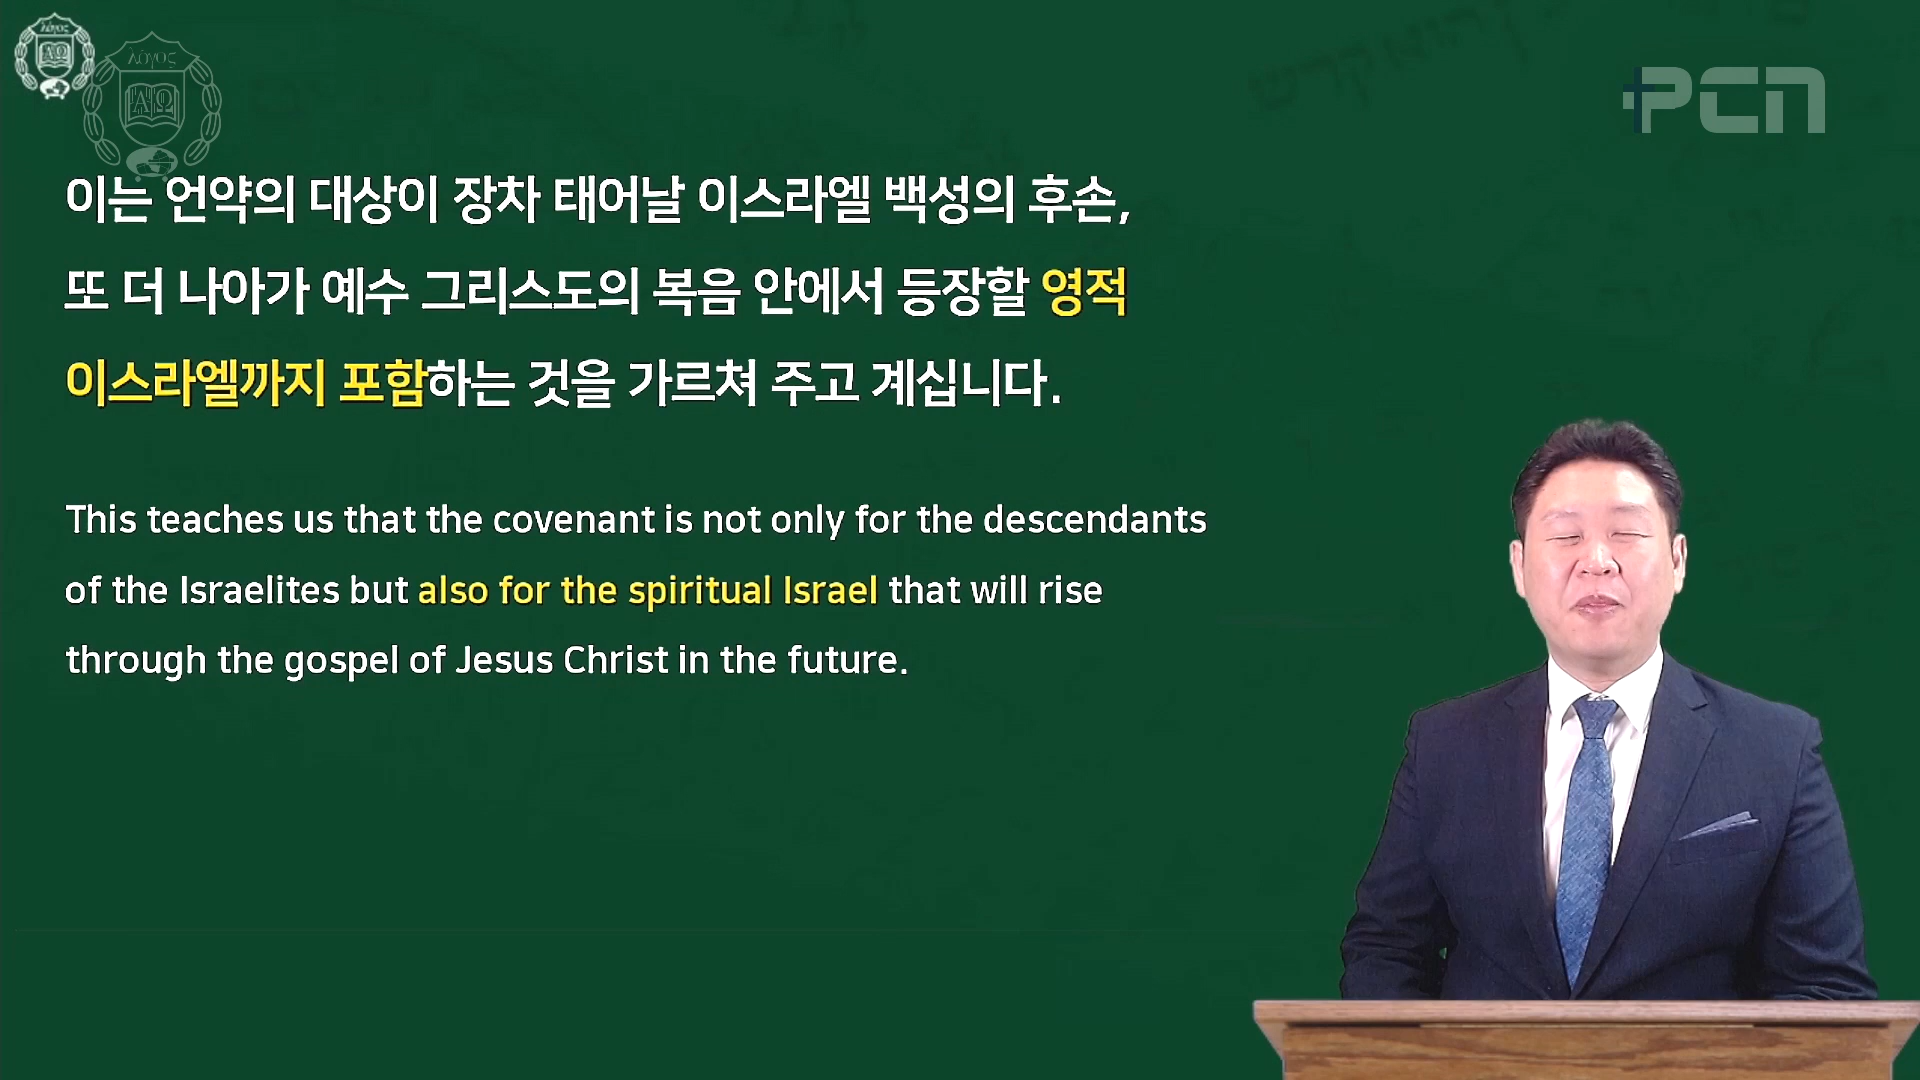 λόγος
ΑΩ
λόγος
ΑΩ
PCN
이는 언약의 대상이 장차 태어날 이스라엘 백성의 후손,
또 더 나아가 예수 그리스도의 복음 안에서 등장할 영적
이스라엘까지 포함하는 것을 가르쳐 주고 계십니다.
This teaches us that the covenant is not only for the descendants
of the Israelites but also for the spiritual Israel that will rise
through the gospel of Jesus Christ in the future.